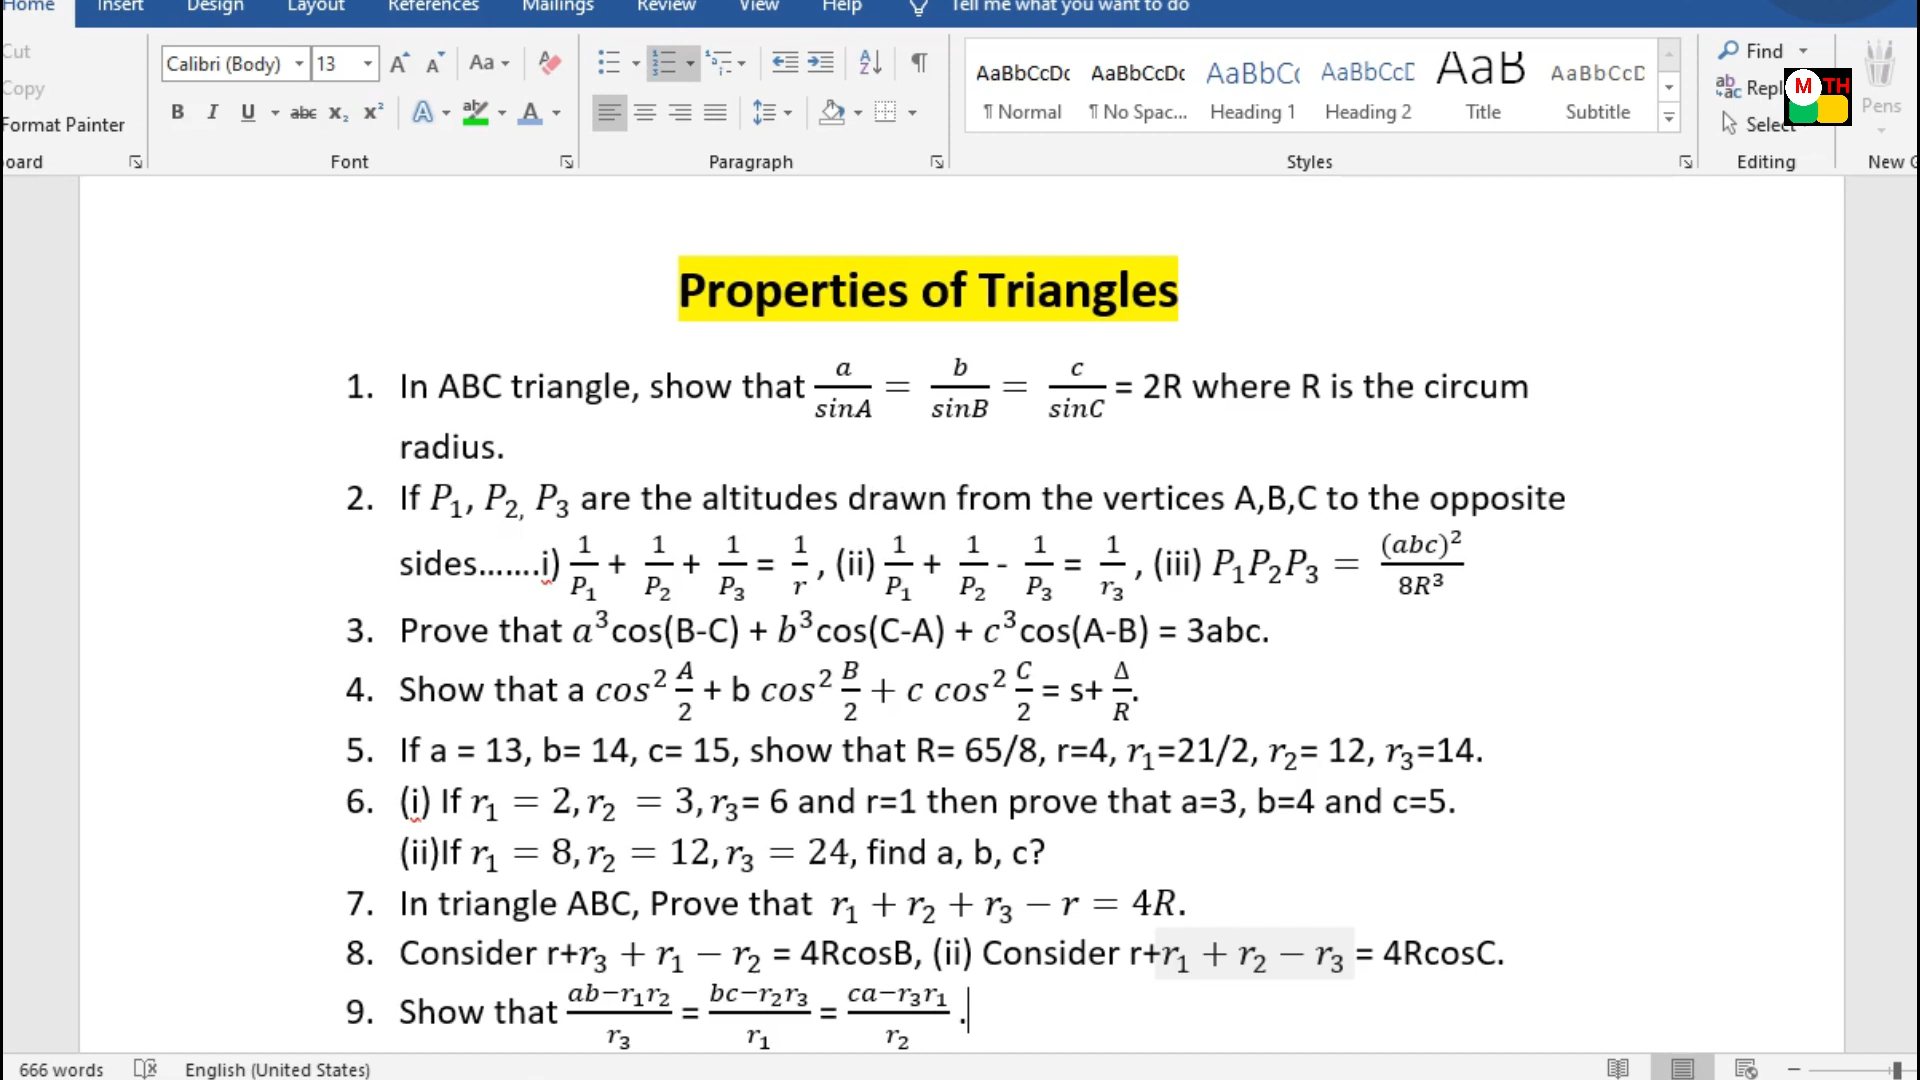 Home Insert Design Layout References Mailings Review View Help Tell me what you want to do
Cut
Copy
Format Painter
oard
Calibri (Body) 13
Aa
B I U abc x₂ x² A A
Font
Paragraph
AaBbCcDc AaBbCcDc AaBbCc AaBbCcD AaB AaBbCcD
¶ Normal ¶ No Spac... Heading 1 Heading 2 Title Subtitle
Styles
Find
Repl
Select
Editing
M TH
Pens
New G
Properties of Triangles
1. In ABC triangle, show that a/sinA = b/sinB = c/sinC = 2R where R is the circum
radius.
2. If P₁, P₂, P₃ are the altitudes drawn from the vertices A,B,C to the opposite
sides.......i) 1/P₁ + 1/P₂ + 1/P₃ = 1/r , (ii) 1/P₁ + 1/P₂ - 1/P₃ = 1/r₃ , (iii) P₁P₂P₃ = (abc)²/8R³
3. Prove that a³cos(B-C) + b³cos(C-A) + c³cos(A-B) = 3abc.
4. Show that a cos² A/2 + b cos² B/2 + c cos² C/2 = s+ Δ/R.
5. If a = 13, b= 14, c= 15, show that R= 65/8, r=4, r₁=21/2, r₂= 12, r₃=14.
6. (i) If r₁ = 2, r₂ = 3, r₃= 6 and r=1 then prove that a=3, b=4 and c=5.
(ii)If r₁ = 8, r₂ = 12, r₃ = 24, find a, b, c?
7. In triangle ABC, Prove that r₁ + r₂ + r₃ − r = 4R.
8. Consider r+r₃ + r₁ − r₂ = 4RcosB, (ii) Consider r+r₁ + r₂ − r₃ = 4RcosC.
9. Show that ab−r₁r₂/r₃ = bc−r₂r₃/r₁ = ca−r₃r₁/r₂ .
666 words English (United States)